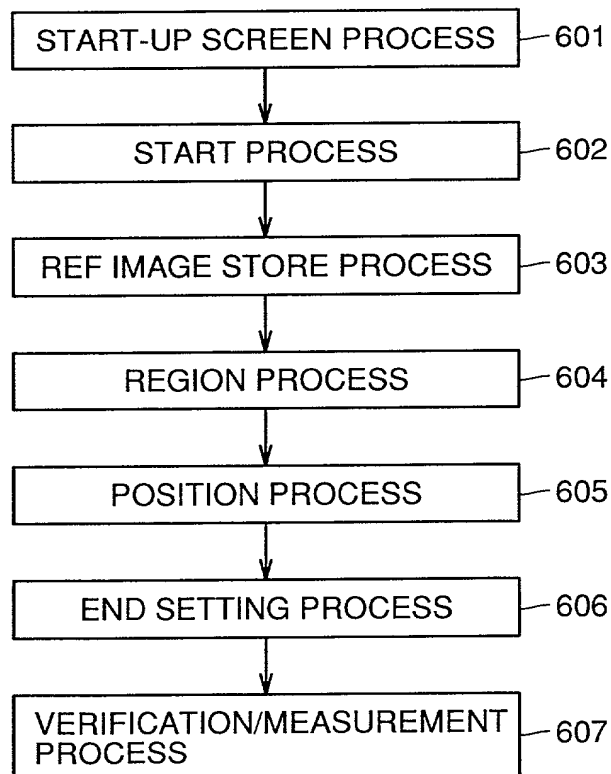 START-UP SCREEN PROCESS 601
START PROCESS 602
REF IMAGE STORE PROCESS 603
REGION PROCESS 604
POSITION PROCESS 605
END SETTING PROCESS 606
VERIFICATION/MEASUREMENT
PROCESS 607